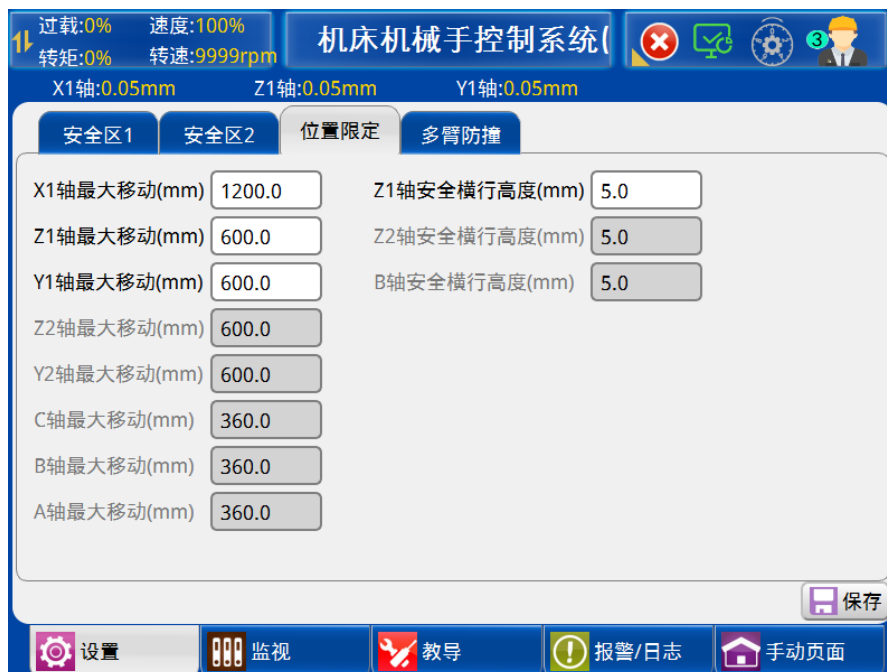 过载:0% 速度:100% 机床机械手控制系统(
转矩:0% 转速:9999rpm 3
X1轴:0.05mm Z1轴:0.05mm Y1轴:0.05mm
安全区1 安全区2 位置限定 多臂防撞
X1轴最大移动(mm) 1200.0 Z1轴安全横行高度(mm) 5.0
Z1轴最大移动(mm) 600.0 Z2轴安全横行高度(mm) 5.0
Y1轴最大移动(mm) 600.0 B轴安全横行高度(mm) 5.0
Z2轴最大移动(mm) 600.0
Y2轴最大移动(mm) 600.0
C轴最大移动(mm) 360.0
B轴最大移动(mm) 360.0
A轴最大移动(mm) 360.0
保存
设置 监视 教导 报警/日志 手动页面